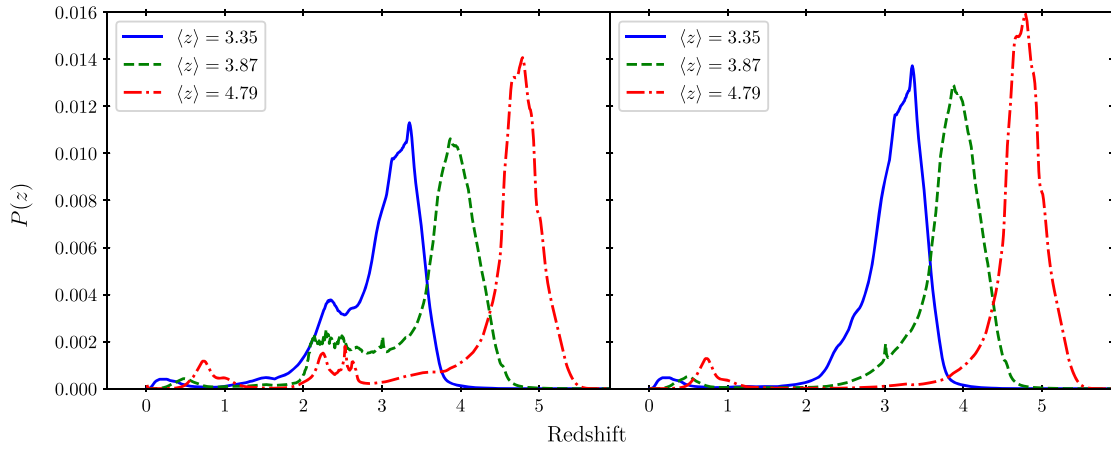 0.016
0.014
0.012
0.010
0.008
0.006
0.004
0.002
0.000
P(z)
⟨z⟩ = 3.35
⟨z⟩ = 3.87
⟨z⟩ = 4.79
0 1 2 3 4 5
⟨z⟩ = 3.35
⟨z⟩ = 3.87
⟨z⟩ = 4.79
0 1 2 3 4 5
Redshift